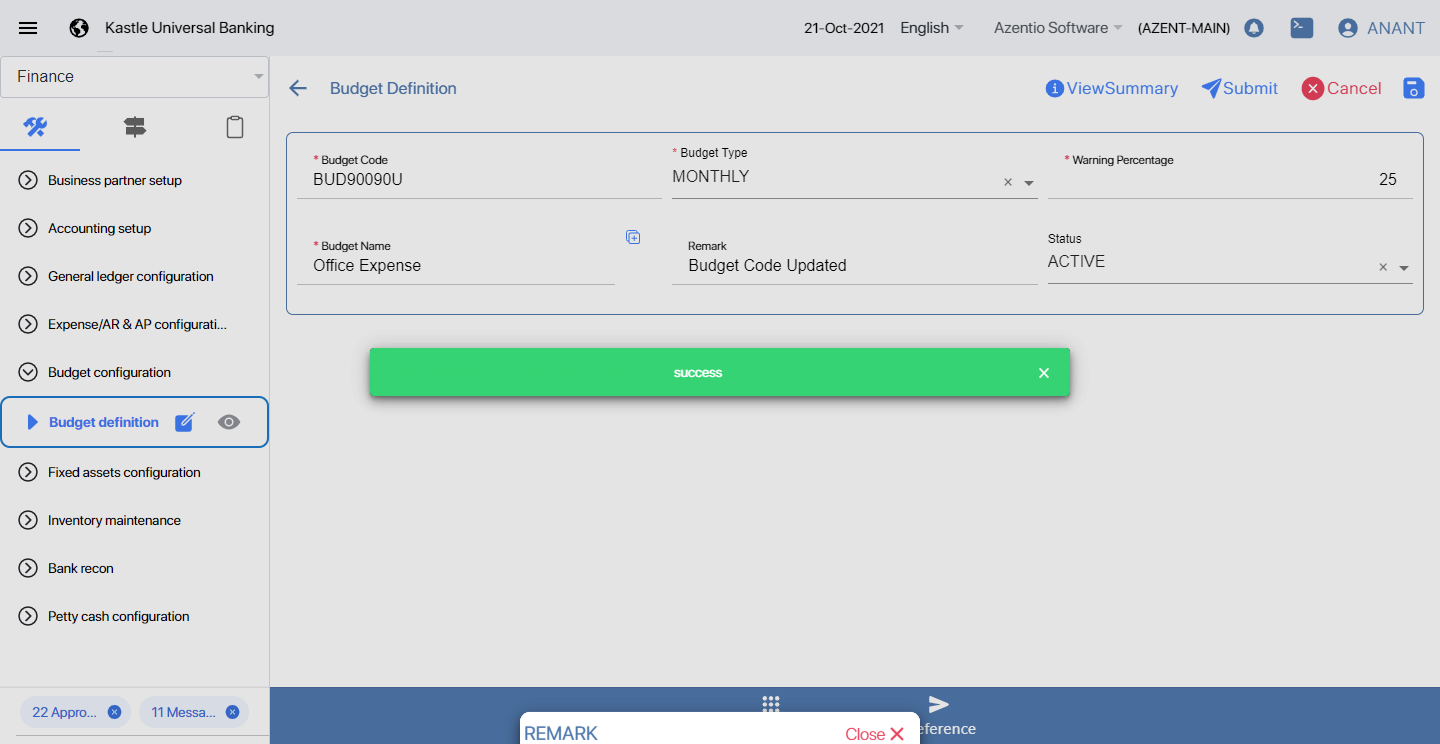 Kastle Universal Banking
21-Oct-2021
English
Azentio Software
(AZENT-MAIN)
ANANT
Finance
Business partner setup
Accounting setup
General ledger configuration
Expense/AR & AP configurati...
Budget configuration
Budget definition
Fixed assets configuration
Inventory maintenance
Bank recon
Petty cash configuration
22 Appro...
11 Messa...
Budget Definition
ViewSummary
Submit
Cancel
* Budget Code
BUD90090U
* Budget Type
MONTHLY
* Warning Percentage
25
* Budget Name
Office Expense
Remark
Budget Code Updated
Status
ACTIVE
success
eference
REMARK
Close